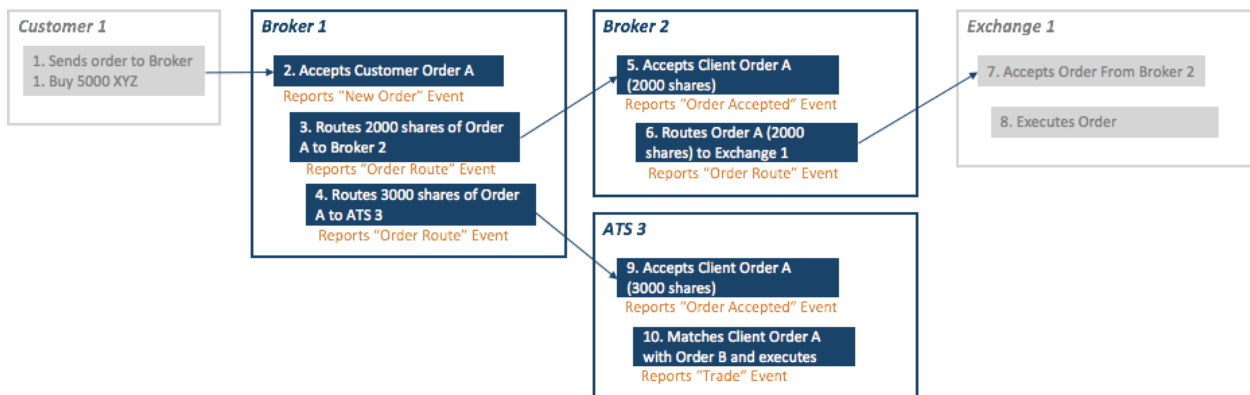 Customer 1
1. Sends order to Broker
1. Buy 5000 XYZ
Broker 1
2. Accepts Customer Order A
Reports "New Order" Event
3. Routes 2000 shares of Order
A to Broker 2
Reports "Order Route" Event
4. Routes 3000 shares of Order
A to ATS 3
Reports "Order Route" Event
Broker 2
5. Accepts Client Order A
(2000 shares)
Reports "Order Accepted" Event
6. Routes Order A (2000
shares) to Exchange 1
Reports "Order Route" Event
Exchange 1
7. Accepts Order From Broker 2
8. Executes Order
ATS 3
9. Accepts Client Order A
(3000 shares)
Reports "Order Accepted" Event
10. Matches Client Order A
with Order B and executes
Reports "Trade" Event